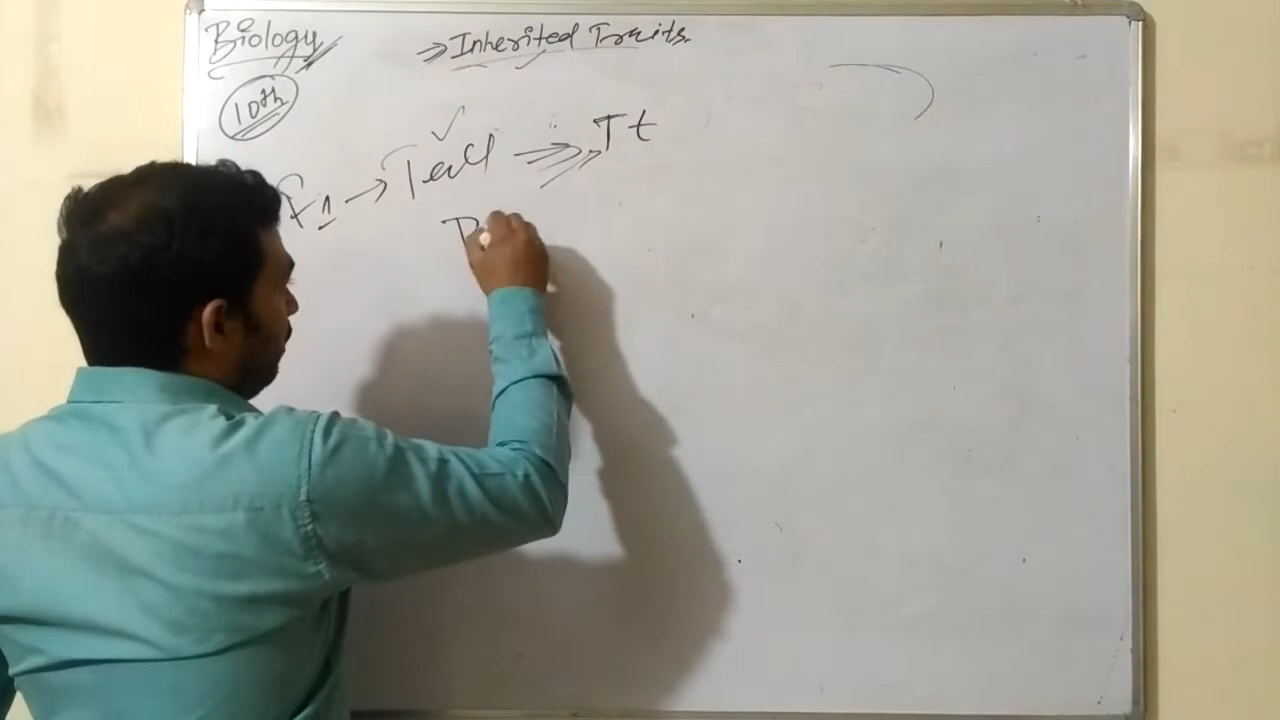 Biology
⇒ Inherited Traits.
10th
F1 → Tall ⇒ Tt